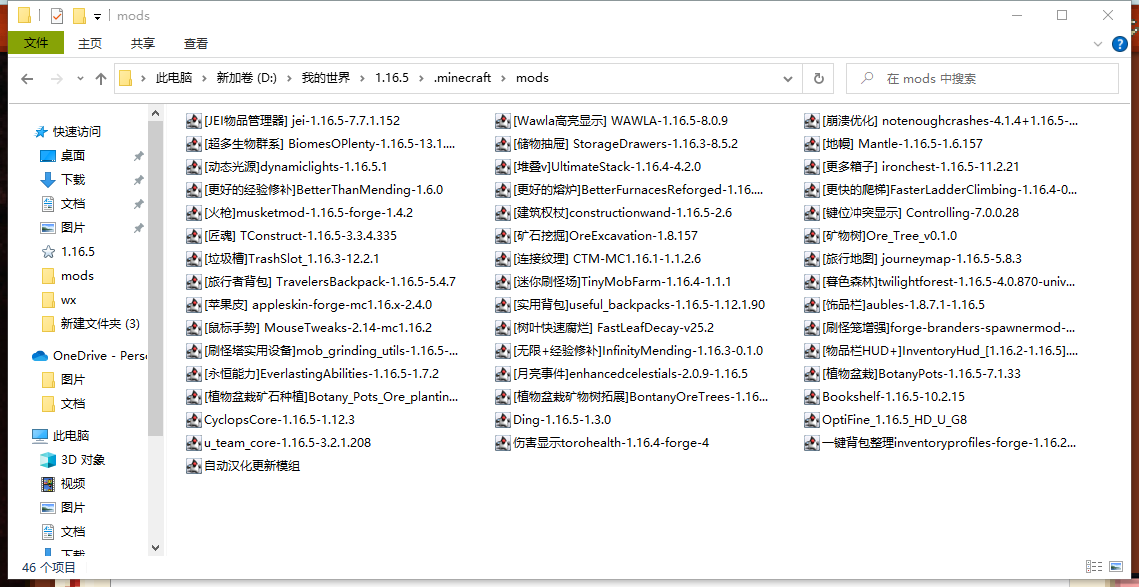 mods
文件 主页 共享 查看
此电脑 新加卷 (D:) 我的世界 1.16.5 .minecraft mods 在 mods 中搜索
快速访问
桌面
下载
文档
图片
1.16.5
mods
wx
新建文件夹 (3)
OneDrive - Perso
图片
文档
此电脑
3D 对象
视频
图片
文档
下载
[JEI物品管理器] jei-1.16.5-7.7.1.152 [Wawla高亮显示] WAWLA-1.16.5-8.0.9 [崩溃优化] notenoughcrashes-4.1.4+1.16.5-...
[超多生物群系] BiomesOPlenty-1.16.5-13.1.... [储物抽屉] StorageDrawers-1.16.3-8.5.2 [地幔] Mantle-1.16.5-1.6.157
[动态光源]dynamiclights-1.16.5.1 [堆叠v]UltimateStack-1.16.4-4.2.0 [更多箱子] ironchest-1.16.5-11.2.21
[更好的经验修补]BetterThanMending-1.6.0 [更好的熔炉]BetterFurnacesReforged-1.16.... [更快的爬梯]FasterLadderClimbing-1.16.4-0...
[火枪]musketmod-1.16.5-forge-1.4.2 [建筑权杖]constructionwand-1.16.5-2.6 [键位冲突显示] Controlling-7.0.0.28
[匠魂] TConstruct-1.16.5-3.3.4.335 [矿石挖掘]OreExcavation-1.8.157 [矿物树]Ore_Tree_v0.1.0
[垃圾槽]TrashSlot_1.16.3-12.2.1 [连接纹理] CTM-MC1.16.1-1.1.2.6 [旅行地图] journeymap-1.16.5-5.8.3
[旅行者背包] TravelersBackpack-1.16.5-5.4.7 [迷你刷怪场]TinyMobFarm-1.16.4-1.1.1 [暮色森林]twilightforest-1.16.5-4.0.870-univ...
[苹果皮] appleskin-forge-mc1.16.x-2.4.0 [实用背包]useful_backpacks-1.16.5-1.12.1.90 [饰品栏]aubles-1.8.7.1-1.16.5
[鼠标手势] MouseTweaks-2.14-mc1.16.2 [树叶快速腐烂] FastLeafDecay-v25.2 [刷怪笼增强]forge-branders-spawnermod-...
[刷怪塔实用设备]mob_grinding_utils-1.16.5-... [无限+经验修补]InfinityMending-1.16.3-0.1.0 [物品栏HUD+]InventoryHud_[1.16.2-1.16.5]....
[永恒能力]EverlastingAbilities-1.16.5-1.7.2 [月亮事件]enhancedcelestials-2.0.9-1.16.5 [植物盆栽]BotanyPots-1.16.5-7.1.33
[植物盆栽矿石种植]Botany_Pots_Ore_plantin... [植物盆栽矿物树拓展]BontanyOreTrees-1.16... Bookshelf-1.16.5-10.2.15
CyclopsCore-1.16.5-1.12.3 Ding-1.16.5-1.3.0 OptiFine_1.16.5_HD_U_G8
u_team_core-1.16.5-3.2.1.208 伤害显示torohealth-1.16.4-forge-4 一键背包整理inventoryprofiles-forge-1.16.2...
自动汉化更新模组
46 个项目